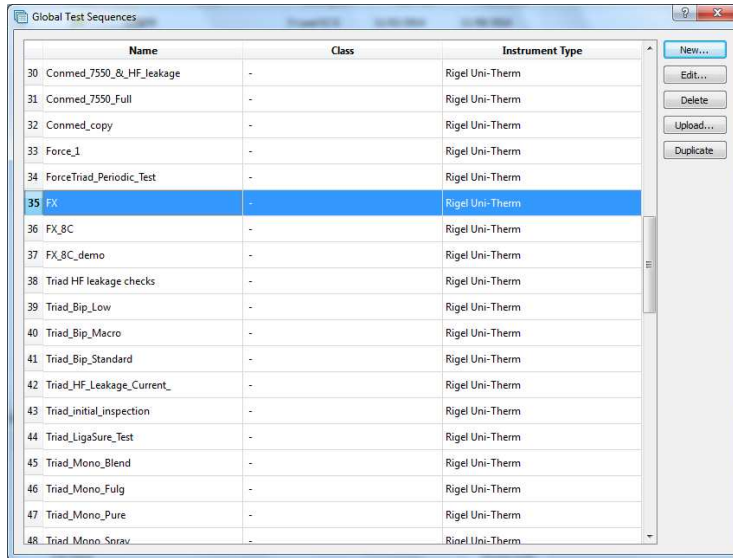 Global Test Sequences
Name Class Instrument Type
New...
Edit...
Delete
Upload...
Duplicate
30 Conmed_7550_&_HF_leakage - Rigel Uni-Therm
31 Conmed_7550_Full - Rigel Uni-Therm
32 Conmed_copy - Rigel Uni-Therm
33 Force_1 - Rigel Uni-Therm
34 ForceTriad_Periodic_Test - Rigel Uni-Therm
35 FX - Rigel Uni-Therm
36 FX_8C - Rigel Uni-Therm
37 FX_8C_demo - Rigel Uni-Therm
38 Triad HF leakage checks - Rigel Uni-Therm
39 Triad_Bip_Low - Rigel Uni-Therm
40 Triad_Bip_Macro - Rigel Uni-Therm
41 Triad_Bip_Standard - Rigel Uni-Therm
42 Triad_HF_Leakage_Current_ - Rigel Uni-Therm
43 Triad_initial_inspection - Rigel Uni-Therm
44 Triad_LigaSure_Test - Rigel Uni-Therm
45 Triad_Mono_Blend - Rigel Uni-Therm
46 Triad_Mono_Fulg - Rigel Uni-Therm
47 Triad_Mono_Pure - Rigel Uni-Therm
48 Triad_Mono_Spray - Rigel Uni-Therm